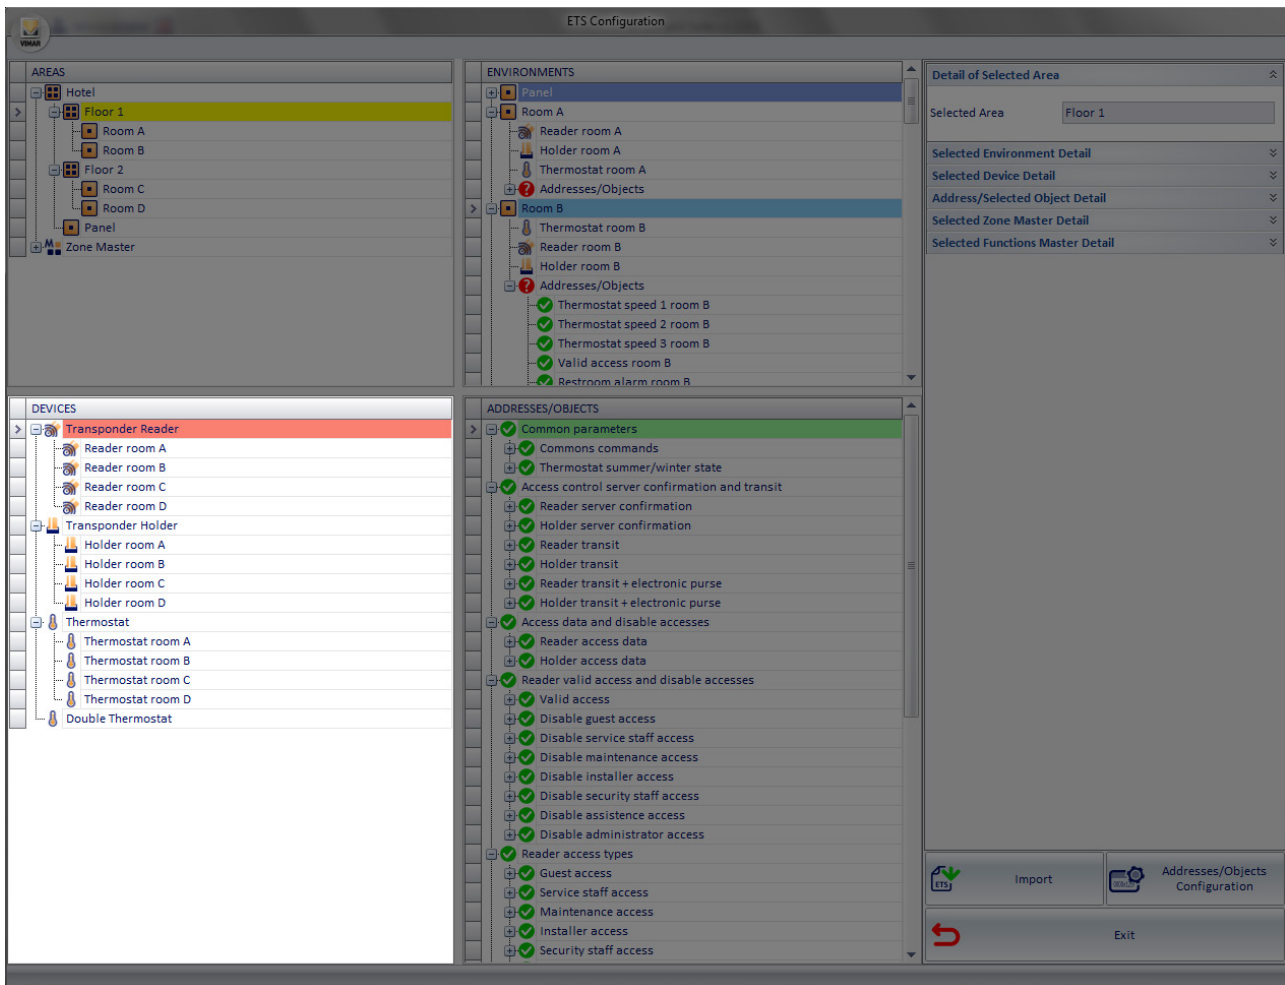 ETS Configuration
VIMAR
AREAS
Hotel
Floor 1
Room A
Room B
Floor 2
Room C
Room D
Panel
Zone Master
ENVIRONMENTS
Panel
Room A
Reader room A
Holder room A
Thermostat room A
Addresses/Objects
Room B
Thermostat room B
Reader room B
Holder room B
Addresses/Objects
Thermostat speed 1 room B
Thermostat speed 2 room B
Thermostat speed 3 room B
Valid access room B
Restroom alarm room B
Detail of Selected Area
Selected Area
Floor 1
Selected Environment Detail
Selected Device Detail
Address/Selected Object Detail
Selected Zone Master Detail
Selected Functions Master Detail
DEVICES
Transponder Reader
Reader room A
Reader room B
Reader room C
Reader room D
Transponder Holder
Holder room A
Holder room B
Holder room C
Holder room D
Thermostat
Thermostat room A
Thermostat room B
Thermostat room C
Thermostat room D
Double Thermostat
ADDRESSES/OBJECTS
Common parameters
Commons commands
Thermostat summer/winter state
Access control server confirmation and transit
Reader server confirmation
Holder server confirmation
Reader transit
Holder transit
Reader transit + electronic purse
Holder transit + electronic purse
Access data and disable accesses
Reader access data
Holder access data
Reader valid access and disable accesses
Valid access
Disable guest access
Disable service staff access
Disable maintenance access
Disable installer access
Disable security staff access
Disable assistence access
Disable administrator access
Reader access types
Guest access
Service staff access
Maintenance access
Installer access
Security staff access
ETS
Import
Addresses/Objects
Configuration
Exit